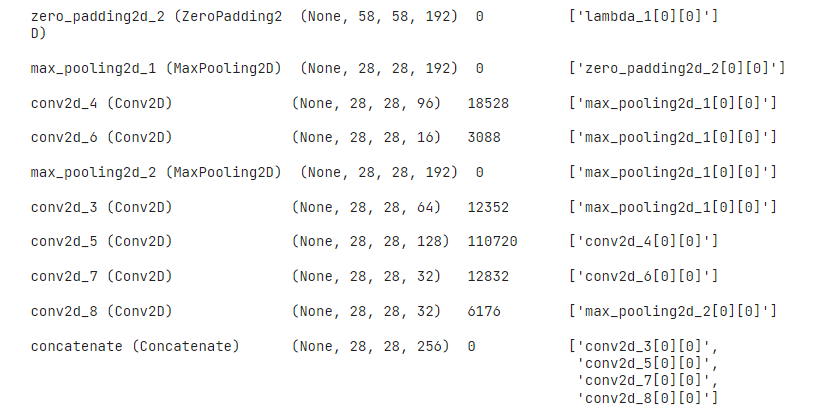 zero_padding2d_2 (ZeroPadding2 (None, 58, 58, 192) 0 ['lambda_1[0][0]']
D)
max_pooling2d_1 (MaxPooling2D) (None, 28, 28, 192) 0 ['zero_padding2d_2[0][0]']
conv2d_4 (Conv2D) (None, 28, 28, 96) 18528 ['max_pooling2d_1[0][0]']
conv2d_6 (Conv2D) (None, 28, 28, 16) 3088 ['max_pooling2d_1[0][0]']
max_pooling2d_2 (MaxPooling2D) (None, 28, 28, 192) 0 ['max_pooling2d_1[0][0]']
conv2d_3 (Conv2D) (None, 28, 28, 64) 12352 ['max_pooling2d_1[0][0]']
conv2d_5 (Conv2D) (None, 28, 28, 128) 110720 ['conv2d_4[0][0]']
conv2d_7 (Conv2D) (None, 28, 28, 32) 12832 ['conv2d_6[0][0]']
conv2d_8 (Conv2D) (None, 28, 28, 32) 6176 ['max_pooling2d_2[0][0]']
concatenate (Concatenate) (None, 28, 28, 256) 0 ['conv2d_3[0][0]',
'conv2d_5[0][0]',
'conv2d_7[0][0]',
'conv2d_8[0][0]']